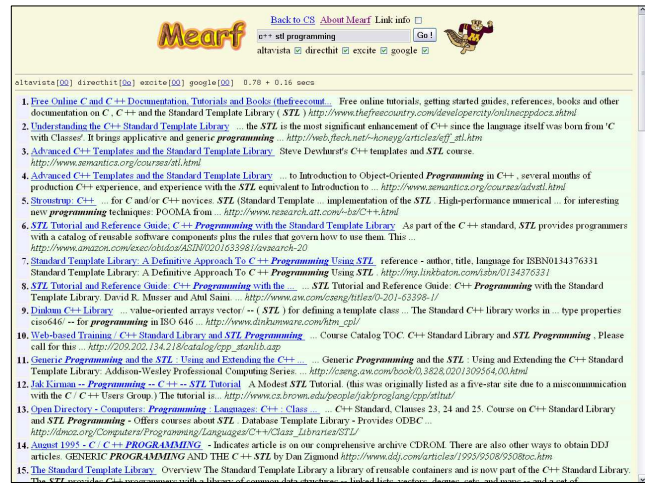 Back to CS About Mearf Link info
Mearf
c++ stl programming Go !
altavista directhit excite google
altavista[OO] directhit[Oo] excite[OO] google[OO] 0.78 + 0.16 secs
1. Free Online C and C ++ Documentation, Tutorials and Books (thefreecount... Free online tutorials, getting started guides, references, books and other
documentation on C , C ++ and the Standard Template Library ( STL ) http://www.thefreecountry.com/developercity/onlinecppdocs.shtml
2. Understanding the C++ Standard Template Library ... the STL is the most significant enhancement of C++ since the language itself was born from 'C
with Classes'. It brings applicative and generic programming ... http://web.ftech.net/~honeyg/articles/eff_stl.htm
3. Advanced C++ Templates and the Standard Template Library Steve Dewhurst's C++ templates and STL course.
http://www.semantics.org/courses/stl.html
4. Advanced C++ Templates and the Standard Template Library ... to Introduction to Object-Oriented Programming in C++ , several mouths of
production C++ experience, and experience with the STL equivalent to Introduction to ... http://www.semantics.org/courses/advstl.html
5. Stroustrup: C++ ... for C and/or C++ novices. STL (Standard Template ... implementation of the STL . High-performance numerical ... for interesting
new programming techniques: POOMA from ... http://www.research.att.com/~bs/C++.html
6. STL Tutorial and Reference Guide; C ++ Programming with the Standard Template Library As part of the C++ standard, STL provides programmers
with a catalog of reusable software components plus the rules that govern how to use them. This ...
http://www.amazon.com/exec/obidos/ASIN/0201633981/avsearch-20
7. Standard Template Library: A Definitive Approach To C ++ Programming Using STL reference - author, title, language for ISBN0134376331
Standard Template Library: A Definitive Approach To C++ Programming Using STL . http://my.linkbaton.com/isbn/0134376331
8. STL Tutorial and Reference Guide: C++ Programming with the ... ... STL Tutorial and Reference Guide: C++ Programming with the Standard
Template Library. David R. Musser and Atul Saini. ... http://www.aw.com/cseng/titles/0-201-63398-1/
9. Dinkum C++ Library ... value-oriented arrays vector/ -- ( STL ) for defining a template class ... The Standard C++ library works in ... type properties
ciso646/ -- for programming in ISO 646 ... http://www.dinkumware.com/htm_cpl/
10. Web-based Training / C++ Standard Library and STL Programming ... Course Catalog TOC. C++ Standard Library and STL Programming , Please
call for this ... http://209.202.134.218/catalog/cpp_stanlib.asp
11. Generic Programming and the STL : Using and Extending the C++ ... ... Generic Programming and the STL : Using and Extending the C++ Standard
Template Library: Addison-Wesley Professional Computing Series. ... http://cseng.aw.com/book/0,3828,0201309564,00.html
12. Jak Kirman -- Programming -- C ++ -- STL Tutorial A Modest STL Tutorial. (this was originally listed as a five-star site due to a miscommunication
with the C / C++ Users Group.) The tutorial is... http://www.cs.brown.edu/people/jak/proglang/cpp/stltut/
13. Open Directory - Computers: Programming : Languages: C++ : Class ... ... C++ Standard, Clauses 23, 24 and 25. Course on C++ Standard Library
and STL Programming - Offers courses about STL . Database Template Library - Provides ODBC ...
http://dmoz.org/Computers/Programming/Languages/C++/Class_Libraries/STL/
14. August 1995 - C / C ++ PROGRAMMING - Indicates article is on our comprehensive archive CDROM. There are also other ways to obtain DDJ
articles. GENERIC PROGRAMMING AND THE C ++ STL by Dan Zigmond http://www.ddj.com/articles/1995/9508/9508toc.htm
15. The Standard Template Library Overview The Standard Template Library a library of reusable containers and is now part of the C++ Standard Library.
The STL provides C++ programmers with a library of common data structures -- linked lists, vectors, deques, sets, and maps -- and a set of